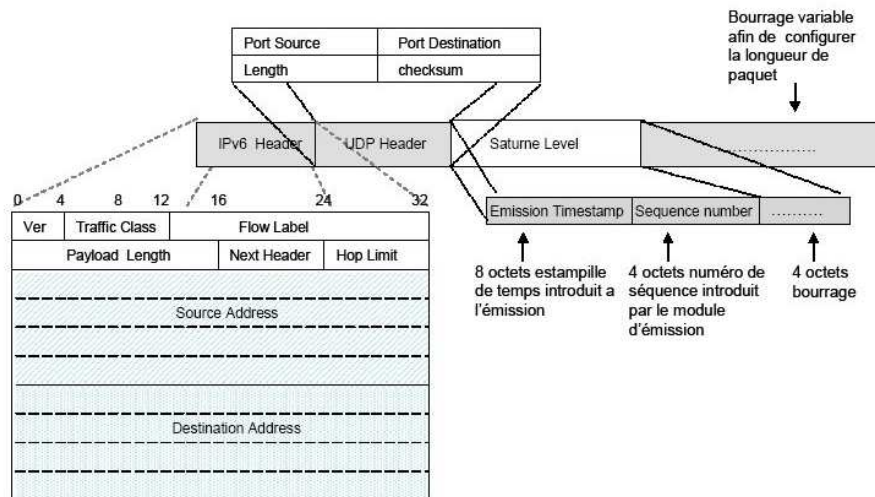 Bourrage variable
afin de configurer
la longueur de
paquet
Port Source Port Destination
Length checksum
IPv6 Header UDP Header Saturne Level ................
0 4 8 12 16 24 32
Ver Traffic Class Flow Label
Payload Length Next Header Hop Limit
Source Address
Destination Address
Emission Timestamp Sequence number ..........
8 octets estampille
de temps introduit a
l'émission
4 octets numéro de
séquence introduit
par le module
d'émission
4 octets
bourrage